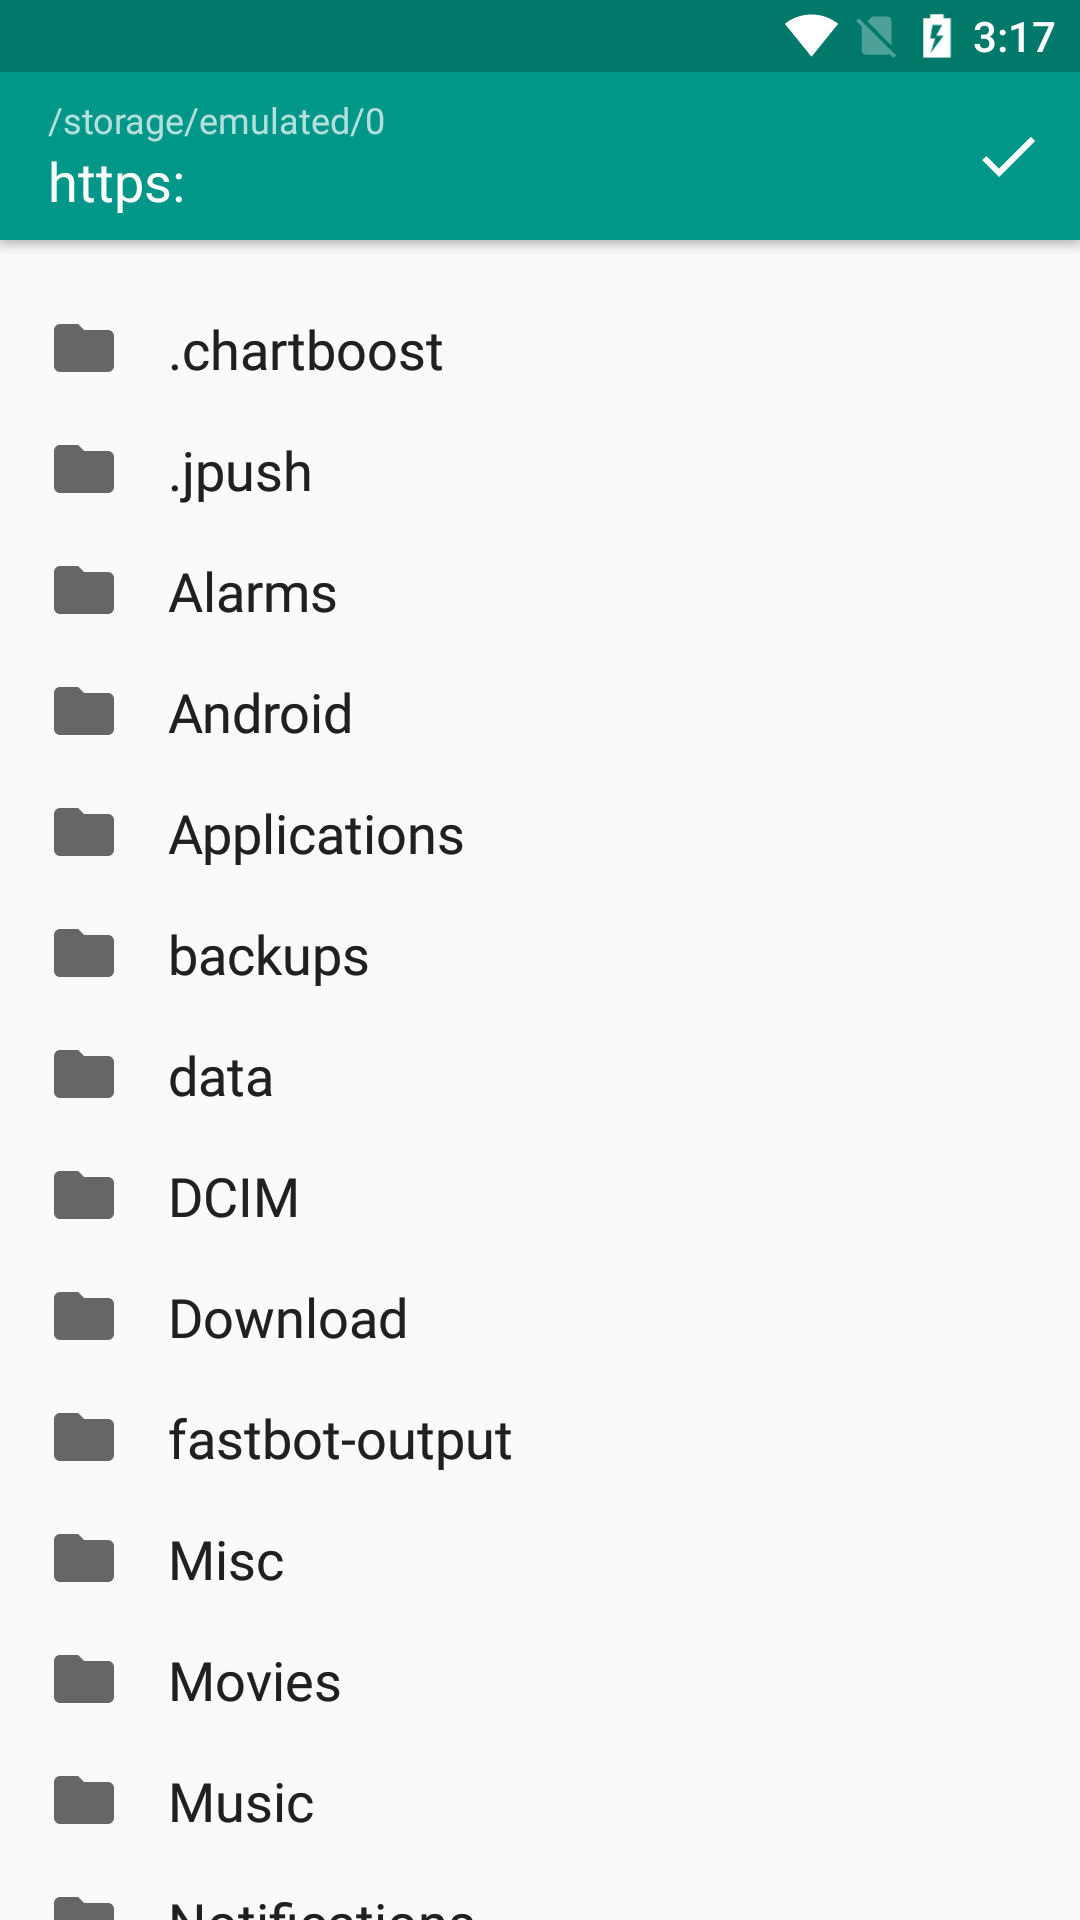 3:17
/storage/emulated/0
https:
.chartboost
.jpush
Alarms
Android
Applications
backups
data
DCIM
Download
fastbot-output
Misc
Movies
Music
Notifications